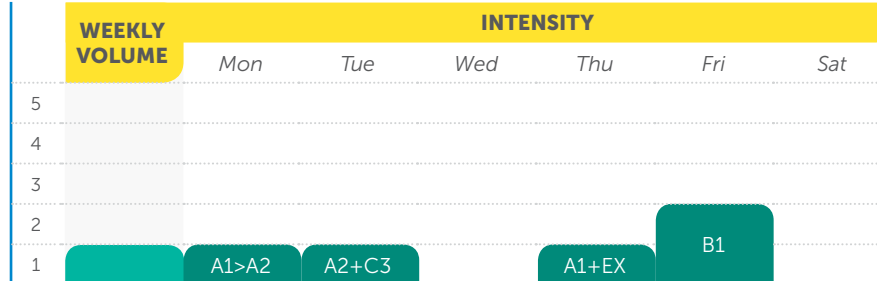 WEEKLY
VOLUME
INTENSITY
Mon Tue Wed Thu Fri Sat
5
4
3
2
B1
1 A1>A2 A2+C3 A1+EX